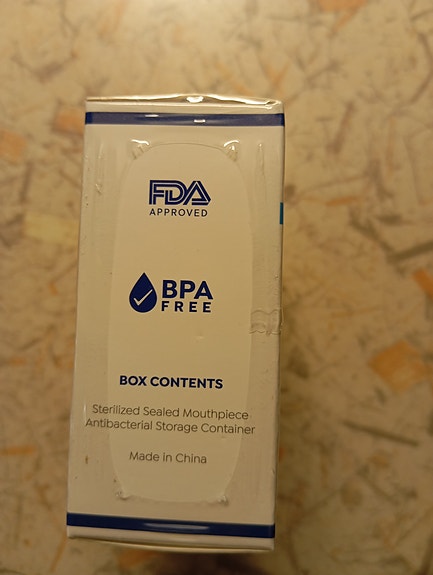 FDA
APPROVED
BPA
FREE
BOX CONTENTS
Sterilized Sealed Mouthpiece
Antibacterial Storage Container
Made in China